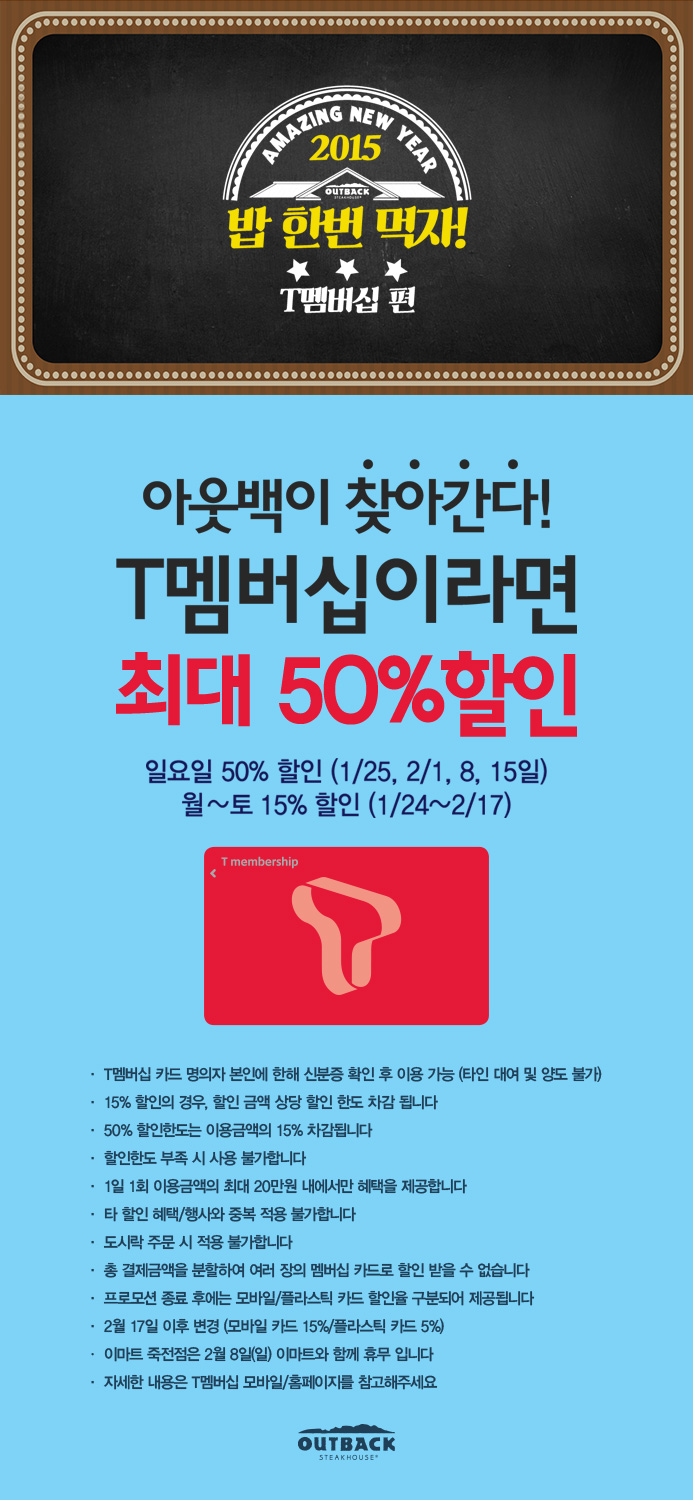 AMAZING NEW YEAR
2015
OUTBACK
STEAKHOUSE®
밥 한번 먹자!
T멤버십 편
아웃백이 찾아간다!
T멤버십이라면
최대 50%할인
일요일 50% 할인 (1/25, 2/1, 8, 15일)
월~토 15% 할인 (1/24~2/17)
T membership
· T멤버십 카드 명의자 본인에 한해 신분증 확인 후 이용 가능 (타인 대여 및 양도 불가)
· 15% 할인의 경우, 할인 금액 상당 할인 한도 차감 됩니다
· 50% 할인한도는 이용금액의 15% 차감됩니다
· 할인한도 부족 시 사용 불가합니다
· 1일 1회 이용금액의 최대 20만원 내에서만 혜택을 제공합니다
· 타 할인 혜택/행사와 중복 적용 불가합니다
· 도시락 주문 시 적용 불가합니다
· 총 결제금액을 분할하여 여러 장의 멤버십 카드로 할인 받을 수 없습니다
· 프로모션 종료 후에는 모바일/플라스틱 카드 할인율 구분되어 제공됩니다
· 2월 17일 이후 변경 (모바일 카드 15%/플라스틱 카드 5%)
· 이마트 죽전점은 2월 8일(일) 이마트와 함께 휴무 입니다
· 자세한 내용은 T멤버십 모바일/홈페이지를 참고해주세요
OUTBACK
STEAKHOUSE®